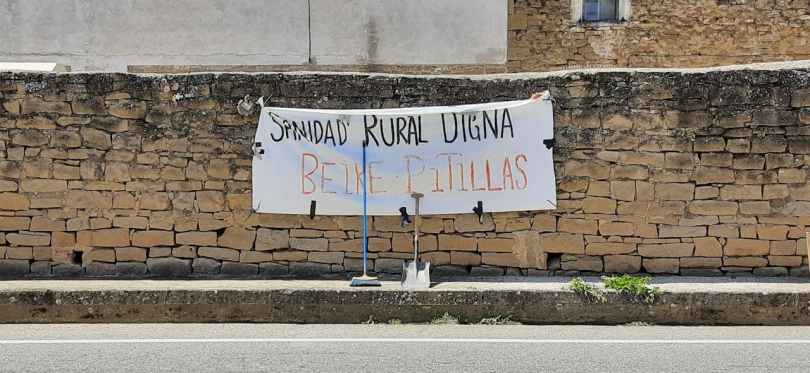 SANIDAD RURAL DIGNA
BEIRE-PITILLAS